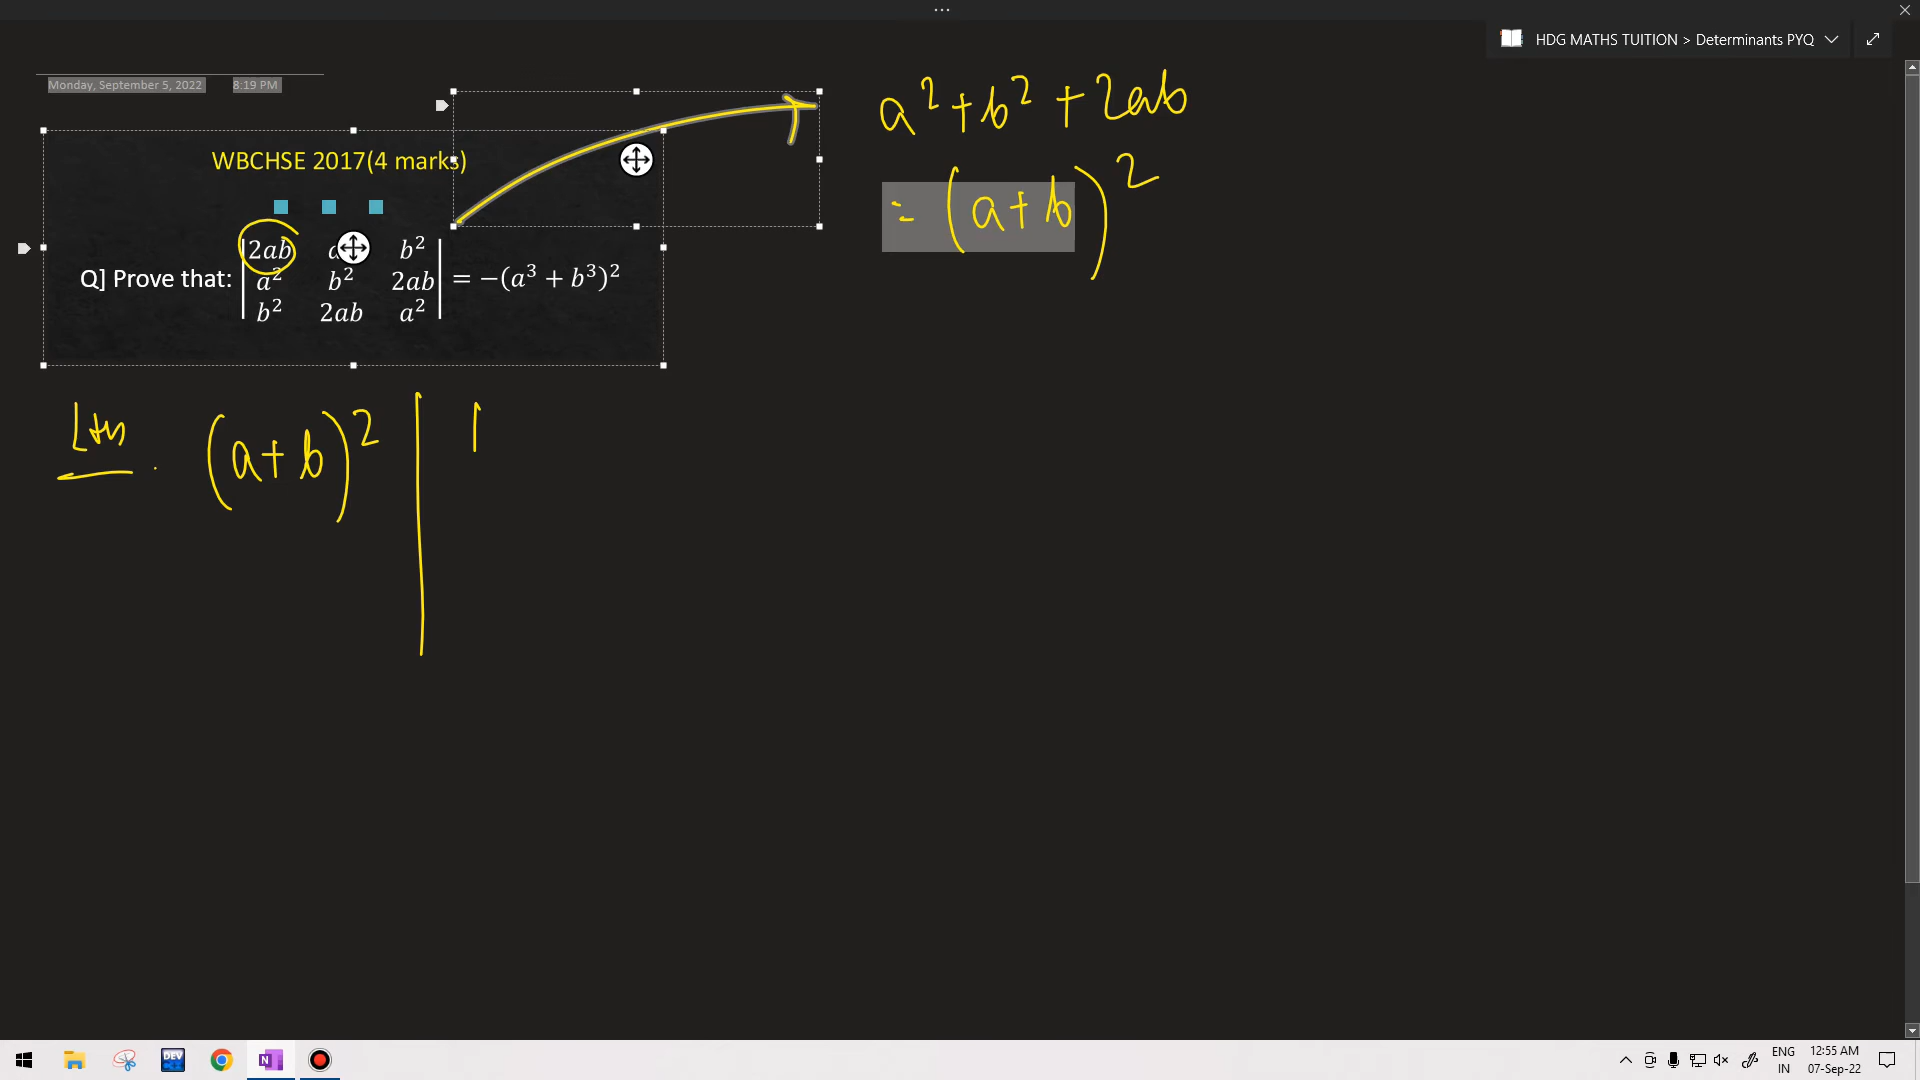 HDG MATHS TUITION > Determinants PYQ
Monday, September 5, 2022 8:19 PM
a² + b² + 2ab
= (a+b)²
WBCHSE 2017(4 marks)
2ab b²
Q] Prove that: a² b² 2ab = −(a³ + b³)²
b² 2ab a²
(a+b)² | 1
ENG
IN
12:55 AM
07-Sep-22
DEV
N